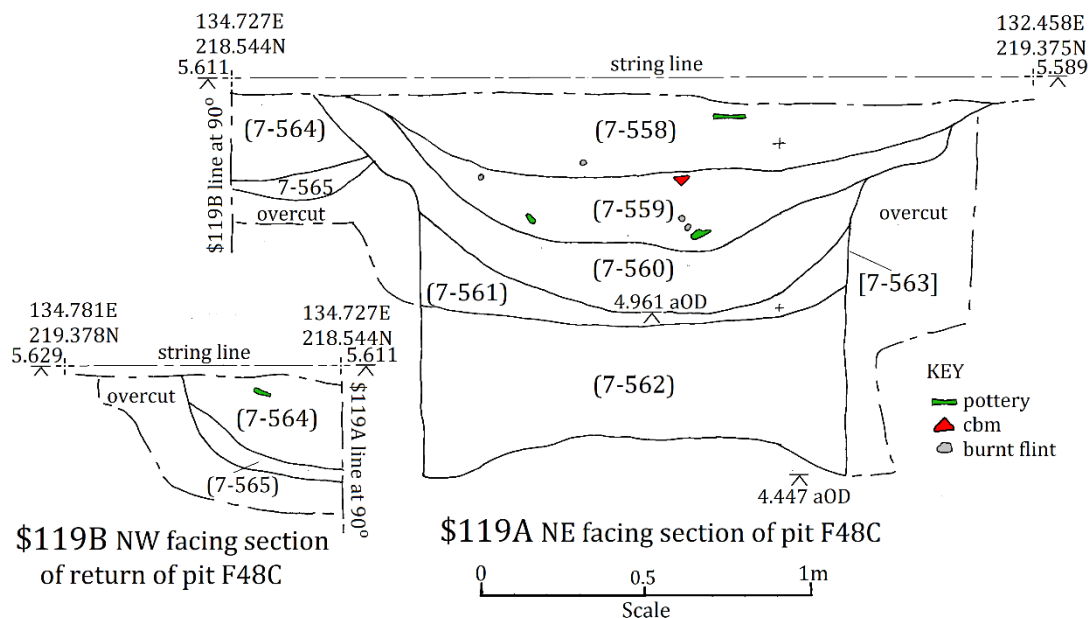 134.727E
218.544N
5.611
132.458E
219.375N
5.589
string line
$119B line at 90°
(7-564)
7-565
overcut
(7-558)
(7-559)
(7-560)
(7-561)
4.961 aOD
[7-563]
overcut
(7-562)
4.447 aOD
134.781E
219.378N
5.629
134.727E
218.544N
5.611
string line
overcut
(7-564)
(7-565)
$119A line at 90°
KEY
pottery
cbm
burnt flint
$119B NW facing section
of return of pit F48C
$119A NE facing section of pit F48C
0 0.5 1m
Scale